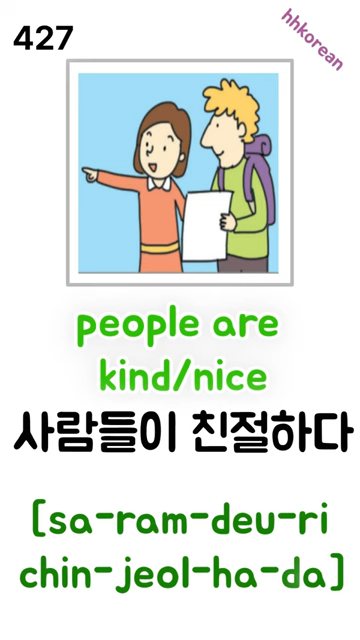 427
hhkorean
people are
kind/nice
사람들이 친절하다
[sa-ram-deu-ri
chin-jeol-ha-da]